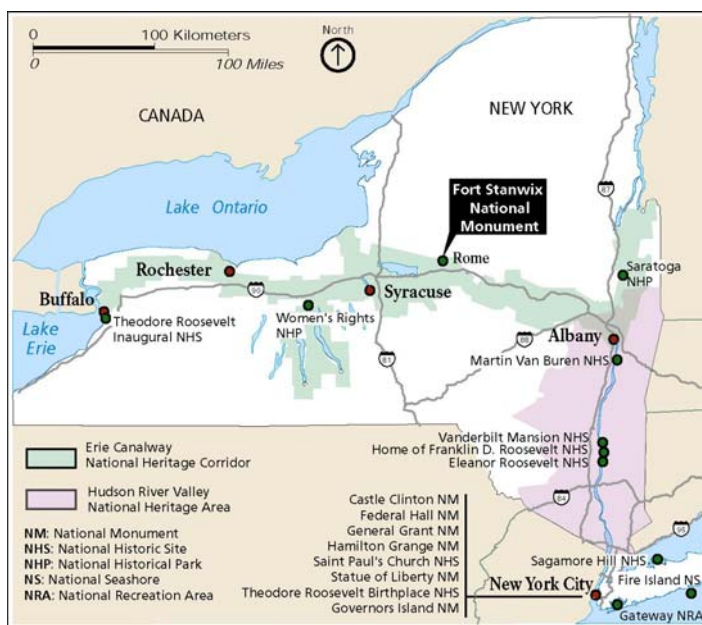 0 100 Kilometers
0 100 Miles
North
CANADA
NEW YORK
Lake Ontario
Fort Stanwix
National
Monument
87
Rome
Saratoga
NHP
Rochester
90
Syracuse
Buffalo
Lake
Erie
Theodore Roosevelt
Inaugural NHS
Women's Rights
NHP
81
88
Albany
Martin Van Buren NHS
Erie Canalway
National Heritage Corridor
Hudson River Valley
National Heritage Area
Vanderbilt Mansion NHS
Home of Franklin D. Roosevelt NHS
Eleanor Roosevelt NHS
84
95
NM: National Monument
NHS: National Historic Site
NHP: National Historical Park
NS: National Seashore
NRA: National Recreation Area
Castle Clinton NM
Federal Hall NM
General Grant NM
Hamilton Grange NM
Saint Paul's Church NHS
Statue of Liberty NM
Theodore Roosevelt Birthplace NHS
Governors Island NM
New York City
Sagamore Hill NHS
Fire Island NS
Gateway NRA